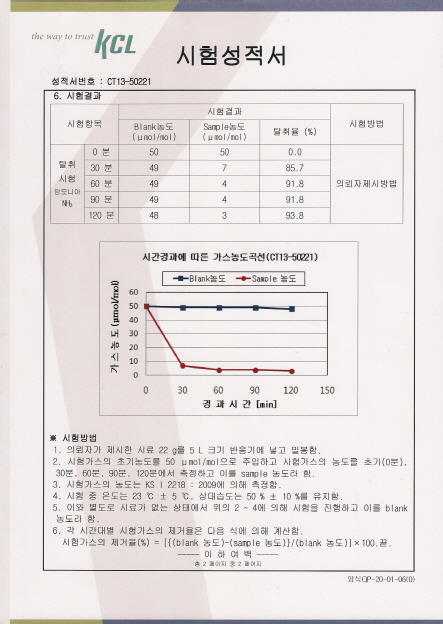 the way to trust KCL
시험성적서
성적서번호 : CT13-50221
6. 시험결과
시험항목 시험결과 시험방법
Blank농도 (μmol/mol) Sample농도 (μmol/mol) 탈취율 (%)
탈취 시험 암모니아 NH₃
0 분 50 50 0.0
30 분 49 7 85.7
60 분 49 4 91.8
90 분 49 4 91.8
120 분 48 3 93.8
의뢰자제시방법
시간경과에 따른 가스농도곡선(CT13-50221)
Blank농도 Sample 농도
가스농도(μmol/mol)
60
50
40
30
20
10
0
0 30 60 90 120 150
경 과 시 간 [min]
※ 시험방법
1. 의뢰자가 제시한 시료 22 g를 5 L 크기 반응기에 넣고 밀봉함.
2. 시험가스의 초기농도를 50 μmol/mol으로 주입하고 시험가스의 농도를 초기(0분),
30분, 60분, 90분, 120분에서 측정하고 이를 sample 농도라 함.
3. 시험가스의 농도는 KS I 2218 : 2009에 의해 측정함.
4. 시험 중 온도는 23 ℃ ± 5 ℃, 상대습도는 50 % ± 10 %를 유지함.
5. 이와 별도로 시료가 없는 상태에서 위의 2 ~ 4에 의해 시험을 진행하고 이를 blank
농도라 함.
6. 각 시간대별 시험가스의 제거율은 다음 식에 의해 계산함.
시험가스의 제거율(%) = [{(blank 농도)-(sample 농도)}/(blank 농도)]×100.끝.
----- 이 하 여 백 -----
총 2 페이지 중 2 페이지
양식QP-20-01-06(0)